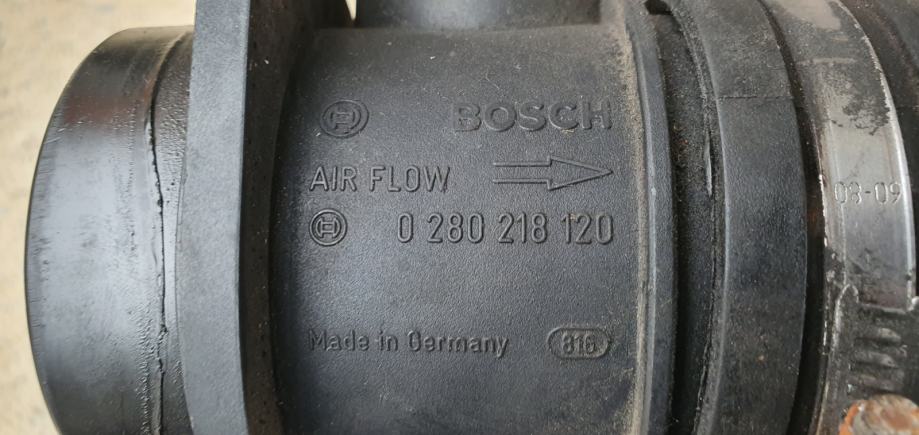 BOSCH
AIR FLOW
0 280 218 120
Made in Germany 816
08-09